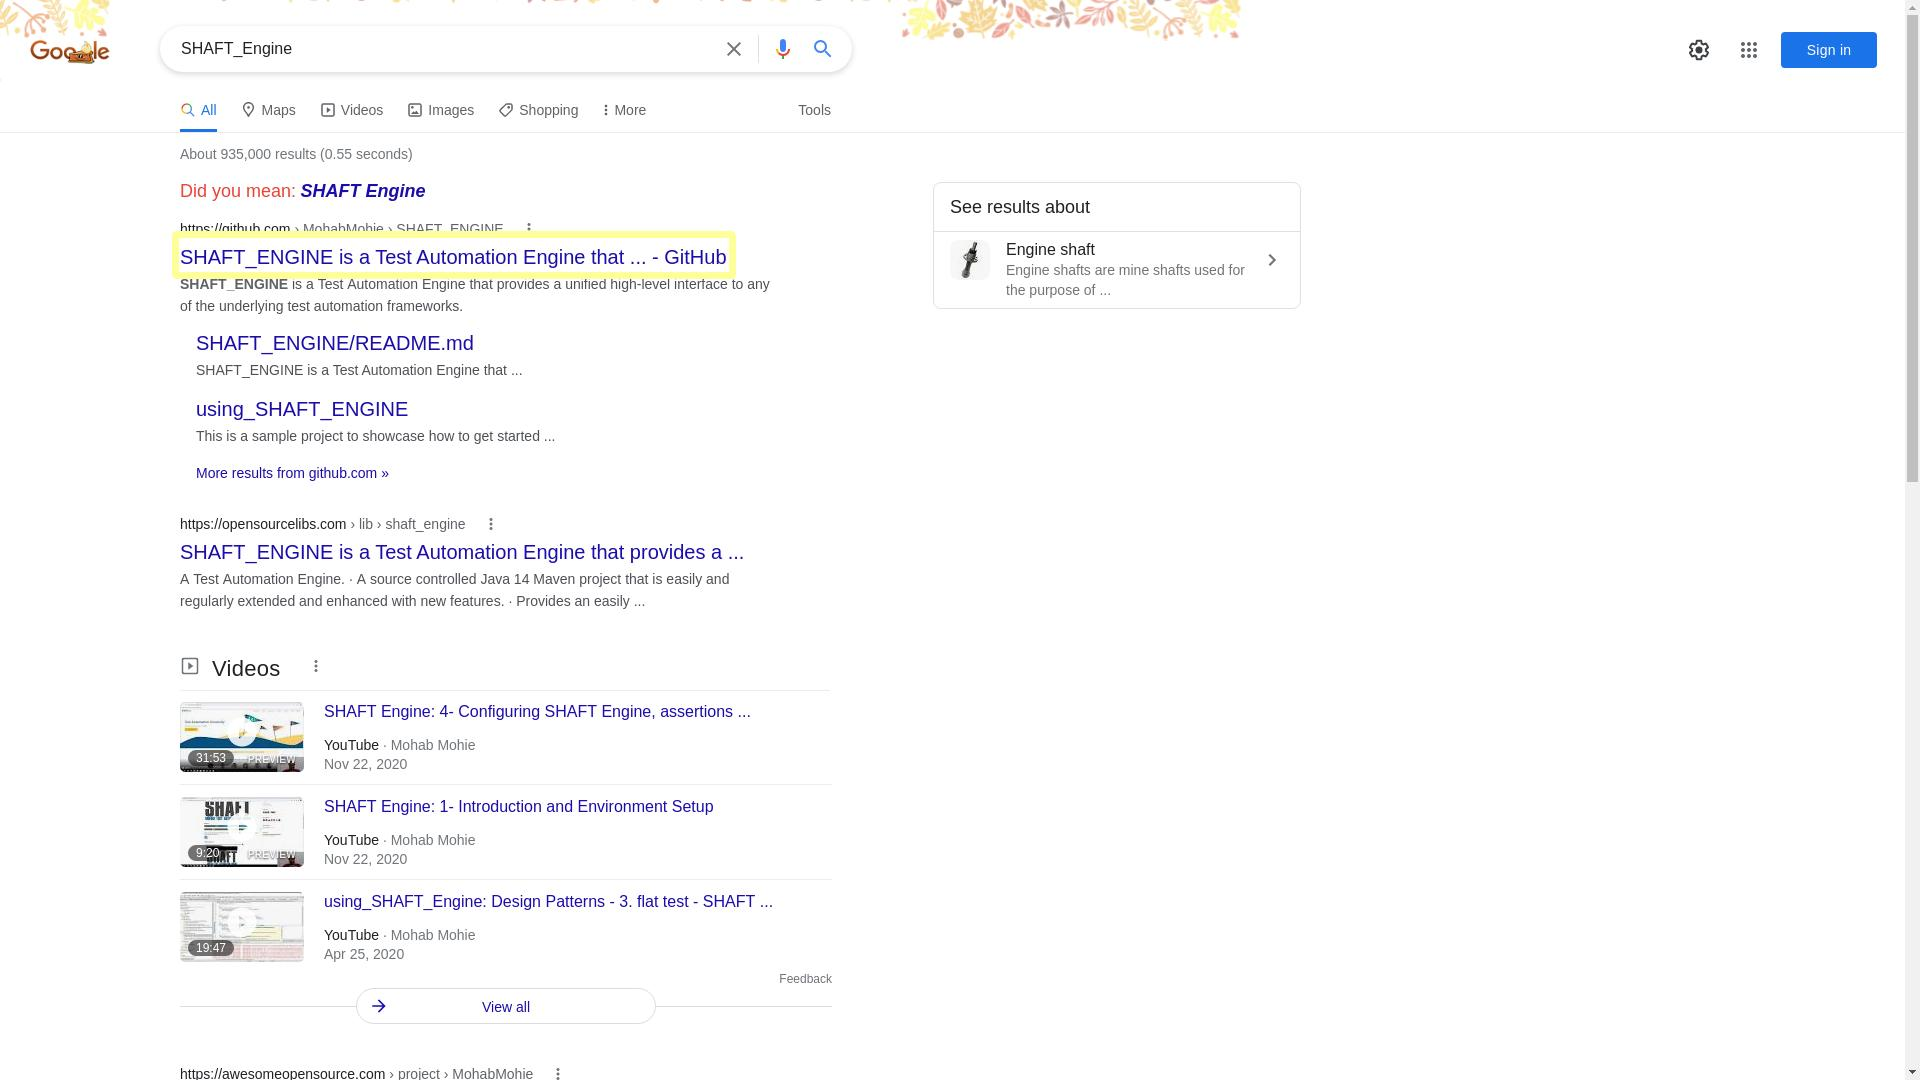 Google
SHAFT_Engine
Sign in
All
Maps
Videos
Images
Shopping
More
Tools
About 935,000 results (0.55 seconds)
Did you mean: SHAFT Engine
https://github.com › MohabMohie › SHAFT_ENGINE
SHAFT_ENGINE is a Test Automation Engine that ... - GitHub
SHAFT_ENGINE is a Test Automation Engine that provides a unified high-level interface to any
of the underlying test automation frameworks.
SHAFT_ENGINE/README.md
SHAFT_ENGINE is a Test Automation Engine that ...
using_SHAFT_ENGINE
This is a sample project to showcase how to get started ...
More results from github.com »
https://opensourcelibs.com › lib › shaft_engine
SHAFT_ENGINE is a Test Automation Engine that provides a ...
A Test Automation Engine. · A source controlled Java 14 Maven project that is easily and
regularly extended and enhanced with new features. · Provides an easily ...
Videos
31:53
PREVIEW
SHAFT Engine: 4- Configuring SHAFT Engine, assertions ...
YouTube · Mohab Mohie
Nov 22, 2020
SHAFT
9:20
PREVIEW
SHAFT Engine: 1- Introduction and Environment Setup
YouTube · Mohab Mohie
Nov 22, 2020
19:47
using_SHAFT_Engine: Design Patterns - 3. flat test - SHAFT ...
YouTube · Mohab Mohie
Apr 25, 2020
Feedback
View all
https://awesomeopensource.com › project › MohabMohie
See results about
Engine shaft
Engine shafts are mine shafts used for
the purpose of ...